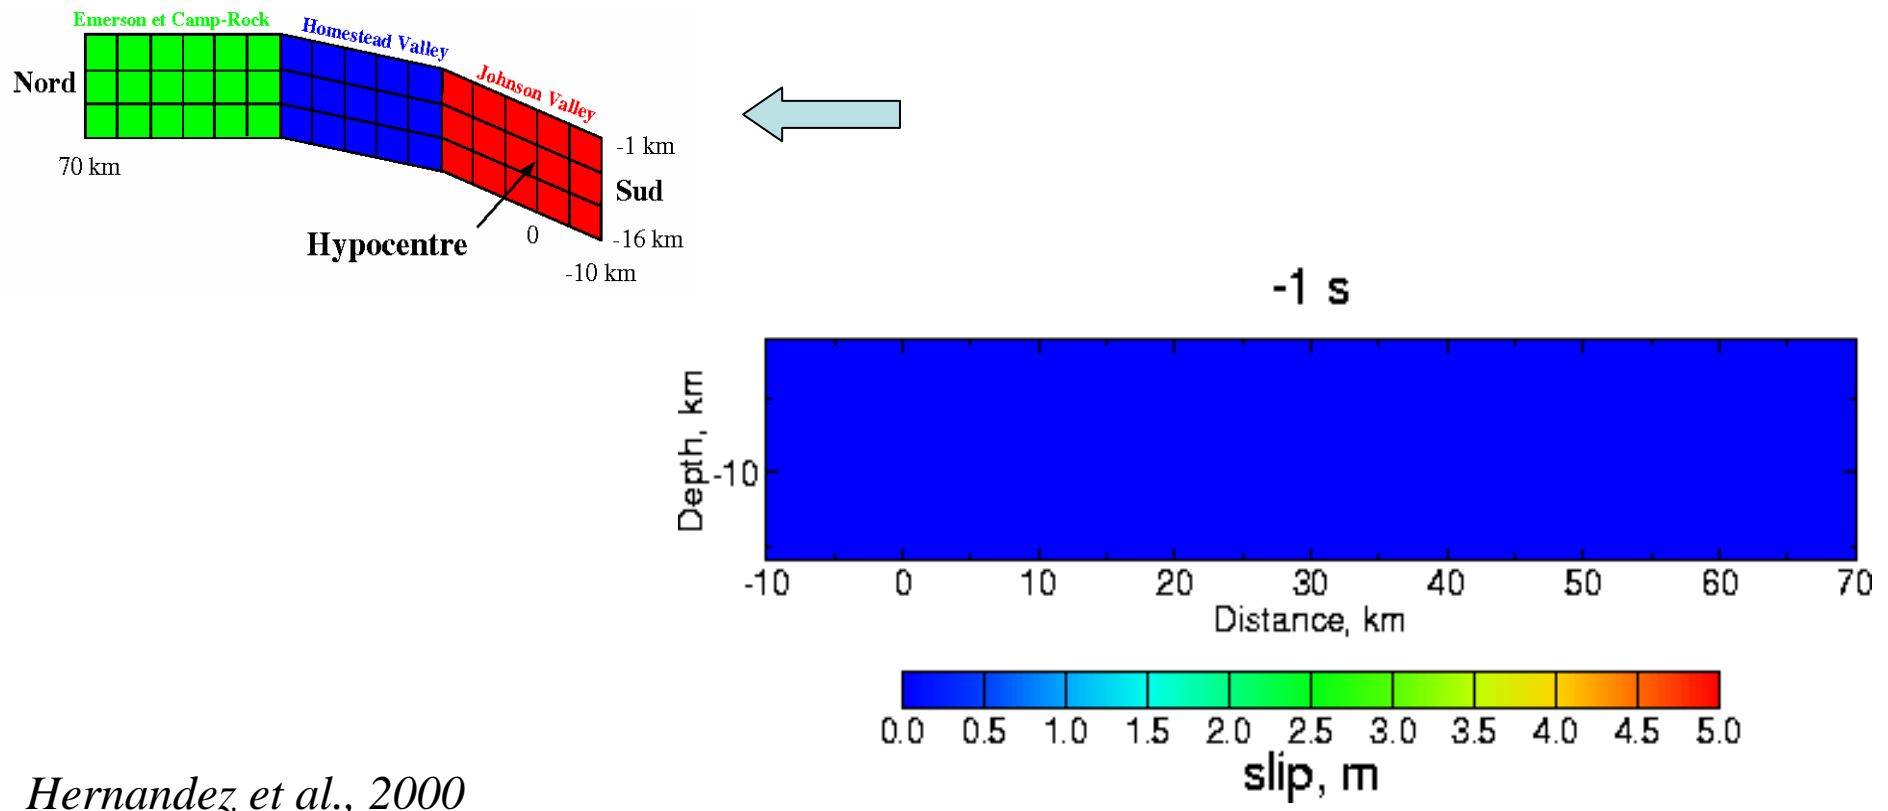 Emerson et Camp-Rock
Homestead Valley
Johnson Valley
Nord
70 km
-1 km
Sud
Hypocentre
0
-16 km
-10 km
-1 s
Depth, km
-10
-10 0 10 20 30 40 50 60 70
Distance, km
0.0 0.5 1.0 1.5 2.0 2.5 3.0 3.5 4.0 4.5 5.0
slip, m
Hernandez et al., 2000